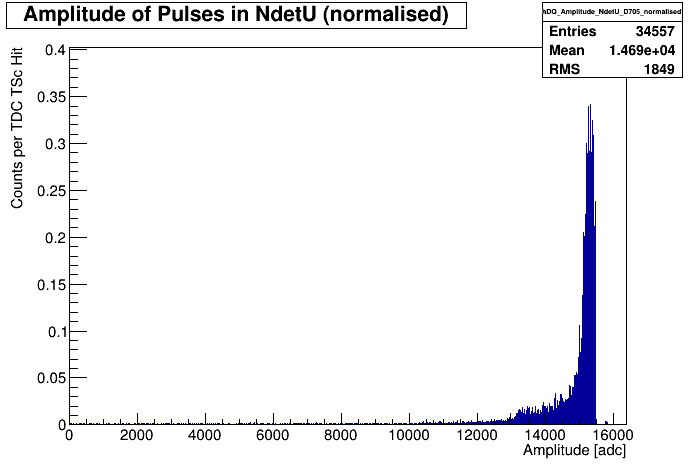 Amplitude of Pulses in NdetU (normalised)
hDQ_Amplitude_NdetU_D705_normalised
Entries 34557
Mean 1.469e+04
RMS 1849
Counts per TDC TSc Hit
0.4
0.35
0.3
0.25
0.2
0.15
0.1
0.05
0
0 2000 4000 6000 8000 10000 12000 14000 16000
Amplitude [adc]